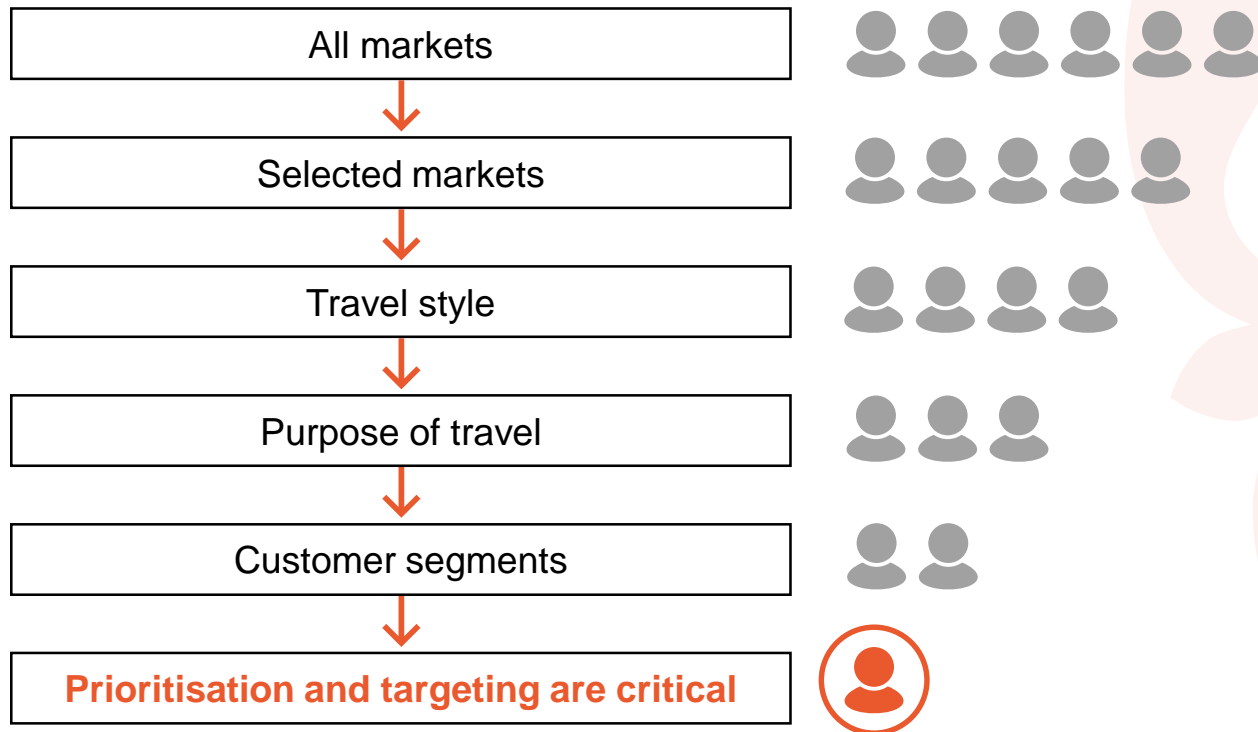 All markets
Selected markets
Travel style
Purpose of travel
Customer segments
Prioritisation and targeting are critical